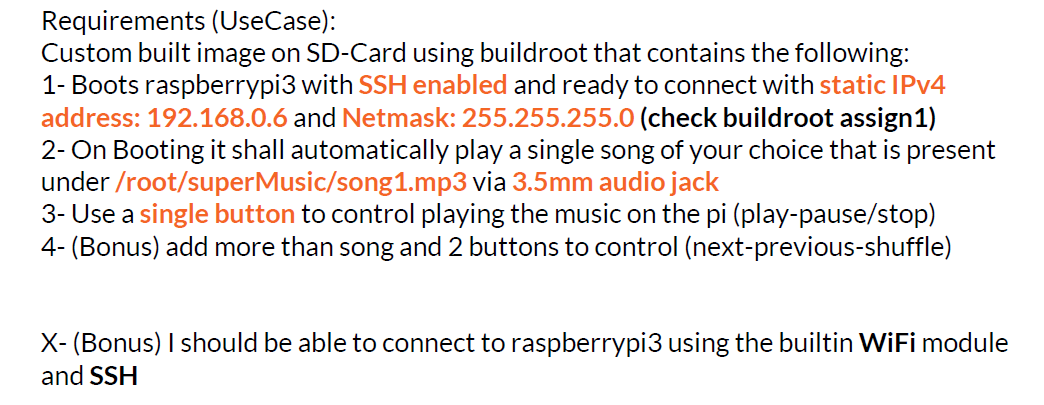 Requirements (UseCase):
Custom built image on SD-Card using buildroot that contains the following:
1- Boots raspberrypi3 with SSH enabled and ready to connect with static IPv4
address: 192.168.0.6 and Netmask: 255.255.255.0 (check buildroot assign1)
2- On Booting it shall automatically play a single song of your choice that is present
under /root/superMusic/song1.mp3 via 3.5mm audio jack
3- Use a single button to control playing the music on the pi (play-pause/stop)
4- (Bonus) add more than song and 2 buttons to control (next-previous-shuffle)
X- (Bonus) I should be able to connect to raspberrypi3 using the builtin WiFi module
and SSH